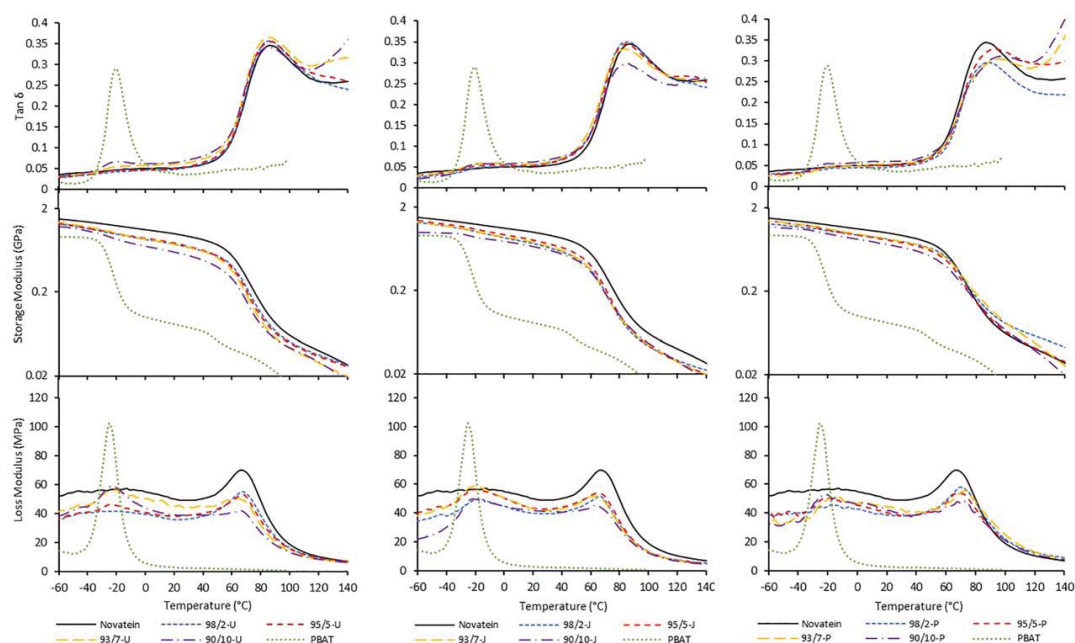 0.4 0.4 0.4
0.35 0.35 0.35
0.3 0.3 0.3
0.25 0.25 0.25
0.2 0.2 0.2
0.15 0.15 0.15
0.1 0.1 0.1
0.05 0.05 0.05
0 0 0
Tan δ
2 2 2
0.2 0.2 0.2
0.02 0.02 0.02
Storage Modulus (GPa)
120 120 120
100 100 100
80 80 80
60 60 60
40 40 40
20 20 20
0 0 0
Loss Modulus (MPa)
-60 -40 -20 0 20 40 60 80 100 120 140 -60 -40 -20 0 20 40 60 80 100 120 140 -60 -40 -20 0 20 40 60 80 100 120 140
Temperature (°C) Temperature (°C) Temperature (°C)
Novatein 98/2-U 95/5-U Novatein 98/2-J 95/5-J Novatein 98/2-P 95/5-P
93/7-U 90/10-U PBAT 93/7-J 90/10-J PBAT 93/7-P 90/10-P PBAT